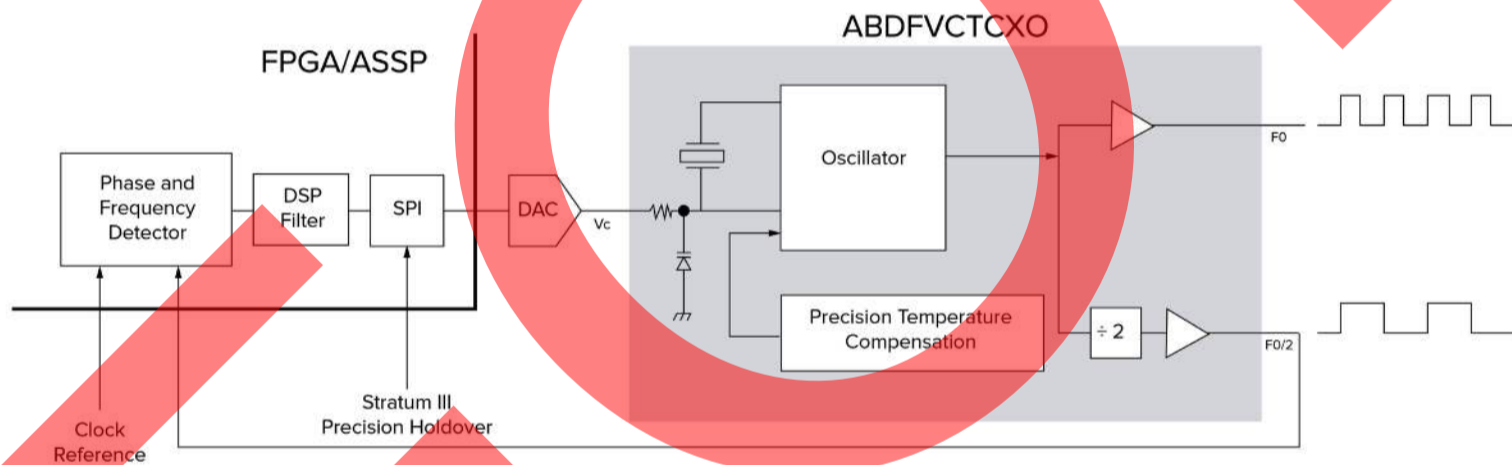 ABDFVCTCXO
FPGA/ASSP
Phase and
Frequency
Detector
DSP
Filter
SPI
DAC
Vc
Oscillator
Precision Temperature
Compensation
÷ 2
F0
F0/2
Stratum III
Precision Holdover
Clock
Reference